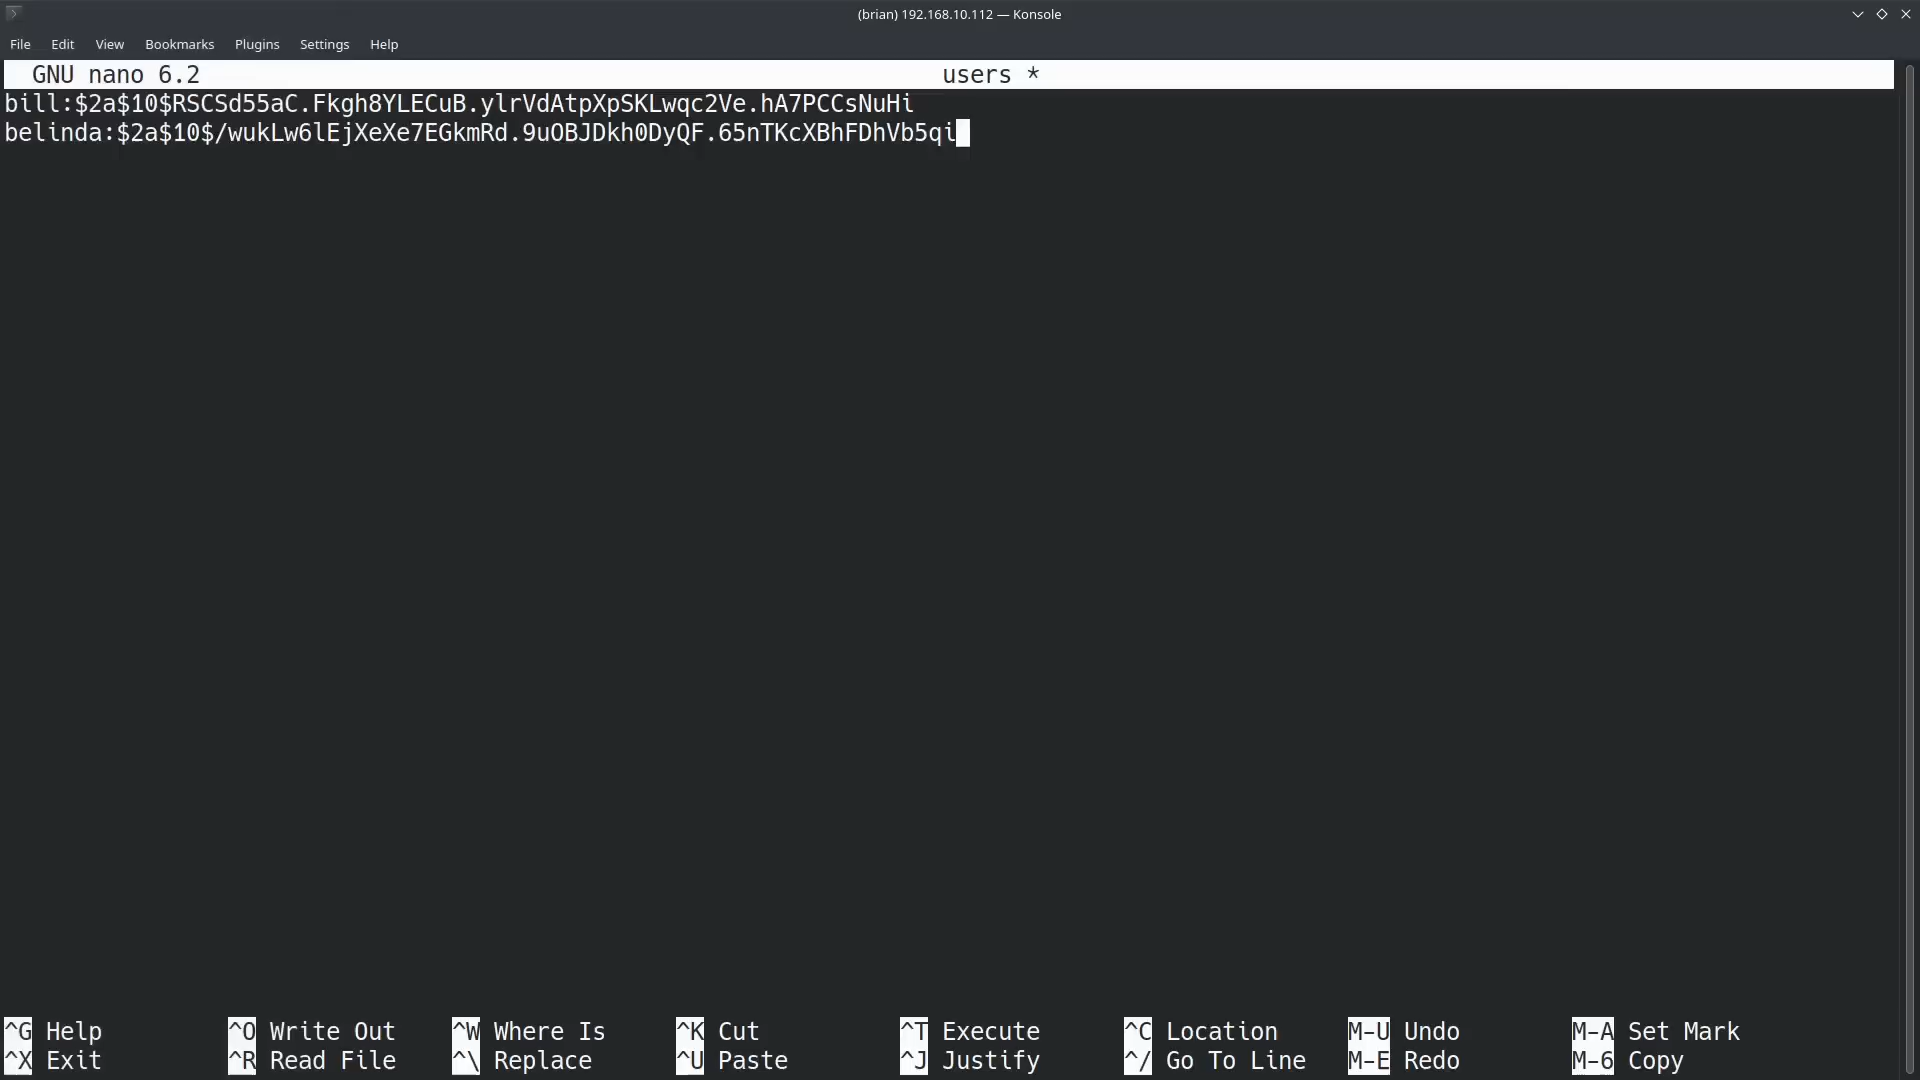 (brian) 192.168.10.112 — Konsole
File Edit View Bookmarks Plugins Settings Help
GNU nano 6.2 users *
bill:$2a$10$RSCSd55aC.Fkgh8YLECuB.ylrVdAtpXpSKLwqc2Ve.hA7PCCsNuHi
belinda:$2a$10$/wukLw6lEjXeXe7EGkmRd.9uOBJDkh0DyQF.65nTKcXBhFDhVb5qi
^G Help ^O Write Out ^W Where Is ^K Cut ^T Execute ^C Location M-U Undo M-A Set Mark
^X Exit ^R Read File ^\ Replace ^U Paste ^J Justify ^/ Go To Line M-E Redo M-6 Copy